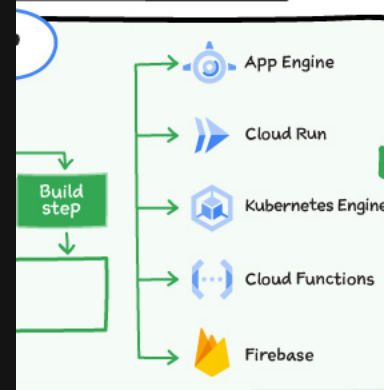 App Engine
Cloud Run
Build
step
Kubernetes Engine
Cloud Functions
Firebase